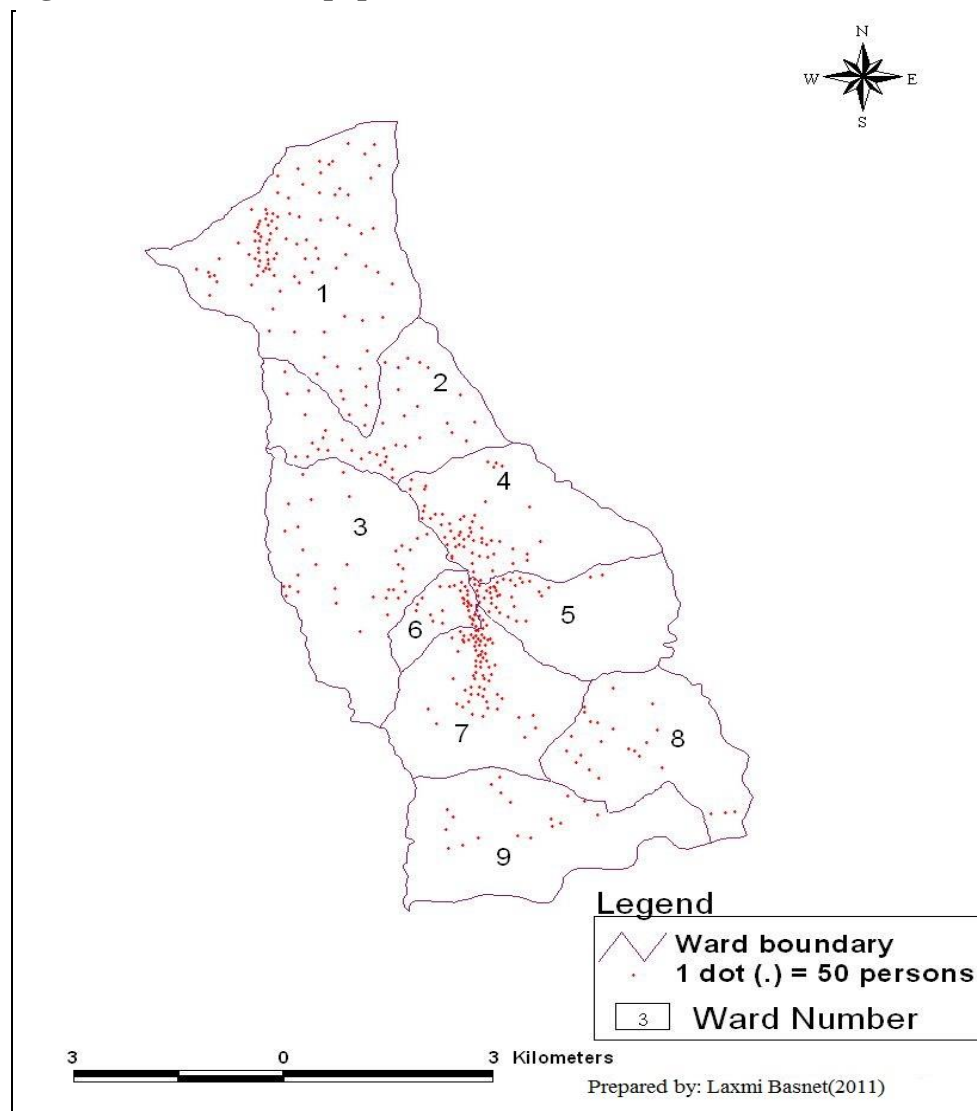 N
W E
S
1
2
4
3
5
6
7
8
9
Legend
Ward boundary
1 dot (.) = 50 persons
3 Ward Number
3 0 3 Kilometers
Prepared by: Laxmi Basnet(2011)